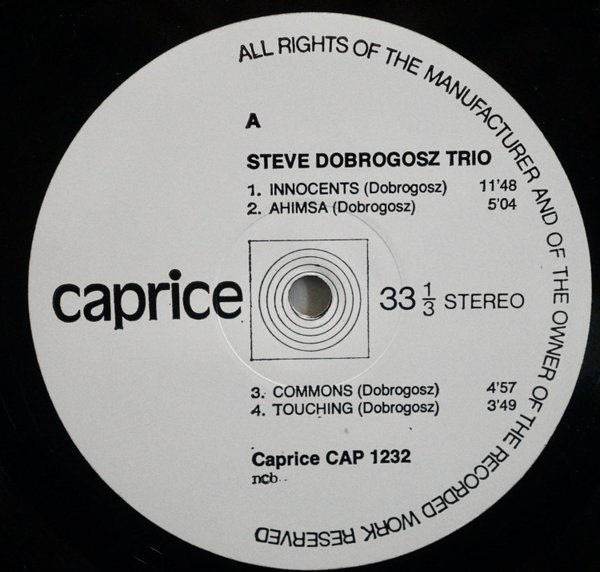 ALL RIGHTS OF THE MANUFACTURER AND OF THE OWNER OF THE RECORDED WORK RESERVED
A
STEVE DOBROGOSZ TRIO
1. INNOCENTS (Dobrogosz) 11'48
2. AHIMSA (Dobrogosz) 5'04
caprice
33 1/3 STEREO
3. COMMONS (Dobrogosz) 4'57
4. TOUCHING (Dobrogosz) 3'49
Caprice CAP 1232
ncb